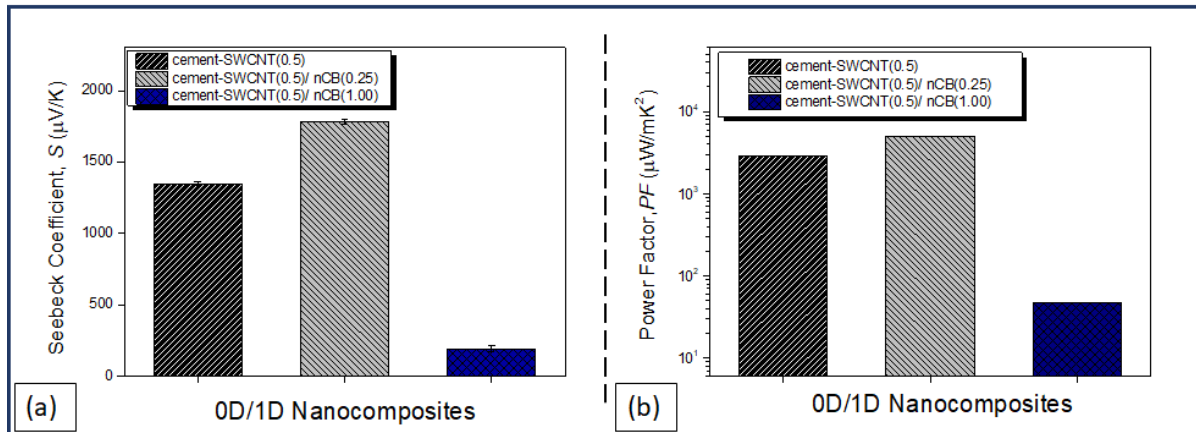 cement-SWCNT(0.5)
cement-SWCNT(0.5)/ nCB(0.25)
cement-SWCNT(0.5)/ nCB(1.00)
Seebeck Coefficient, S (μV/K)
2000
1500
1000
500
0
(a)
0D/1D Nanocomposites
cement-SWCNT(0.5)
cement-SWCNT(0.5)/ nCB(0.25)
cement-SWCNT(0.5)/ nCB(1.00)
Power Factor,PF (μW/mK²)
10⁴
10³
10²
10¹
(b)
0D/1D Nanocomposites